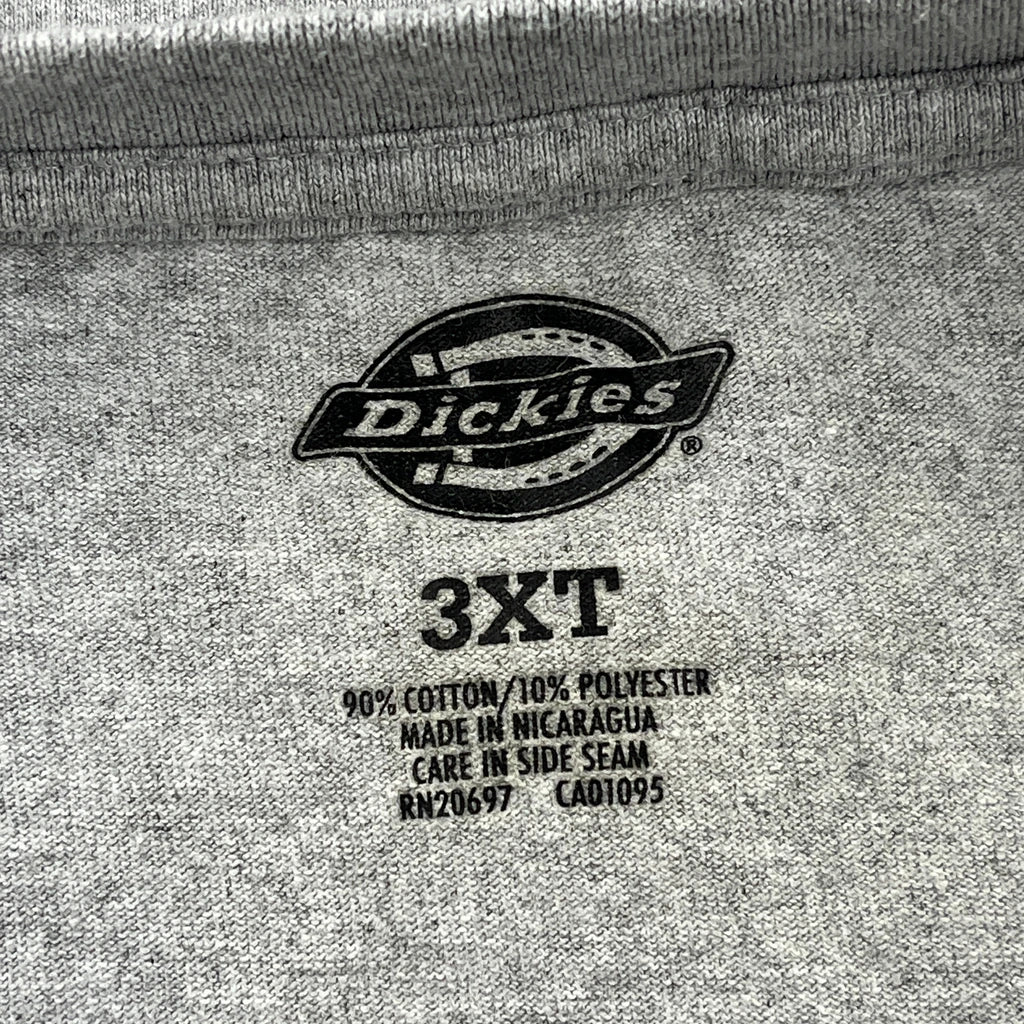 Dickies
®
3XT
90% COTTON/10% POLYESTER
MADE IN NICARAGUA
CARE IN SIDE SEAM
RN20697 CA01095